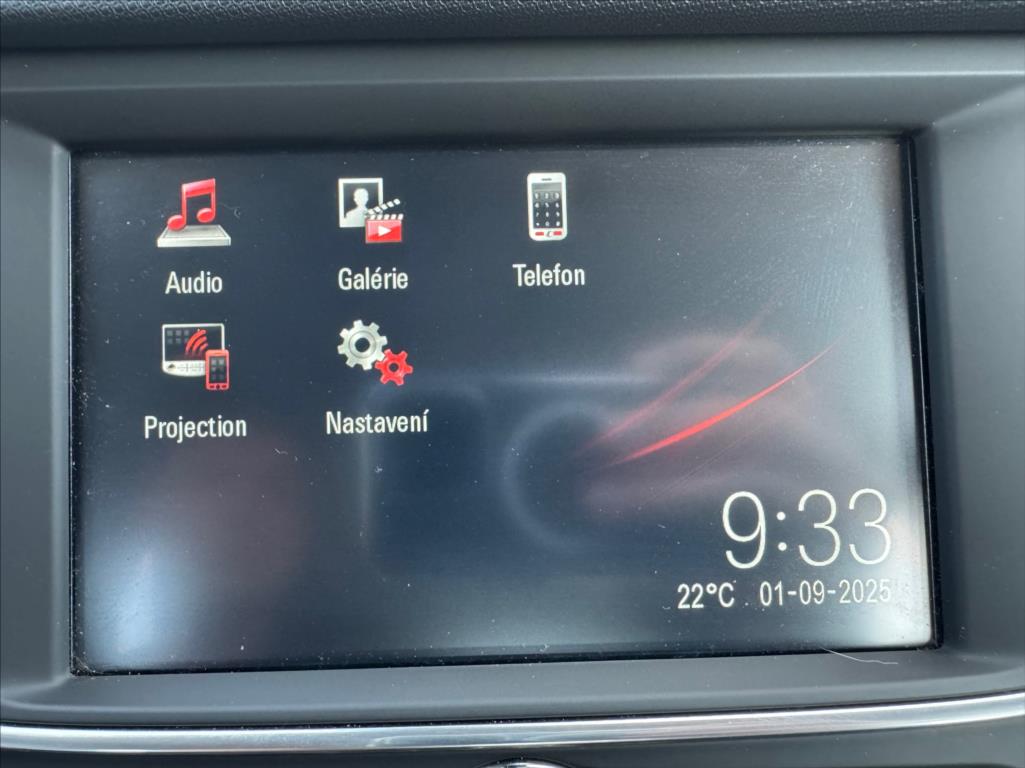 Audio
Galérie
Telefon
Projection
Nastavení
9:33
22°C 01-09-2025